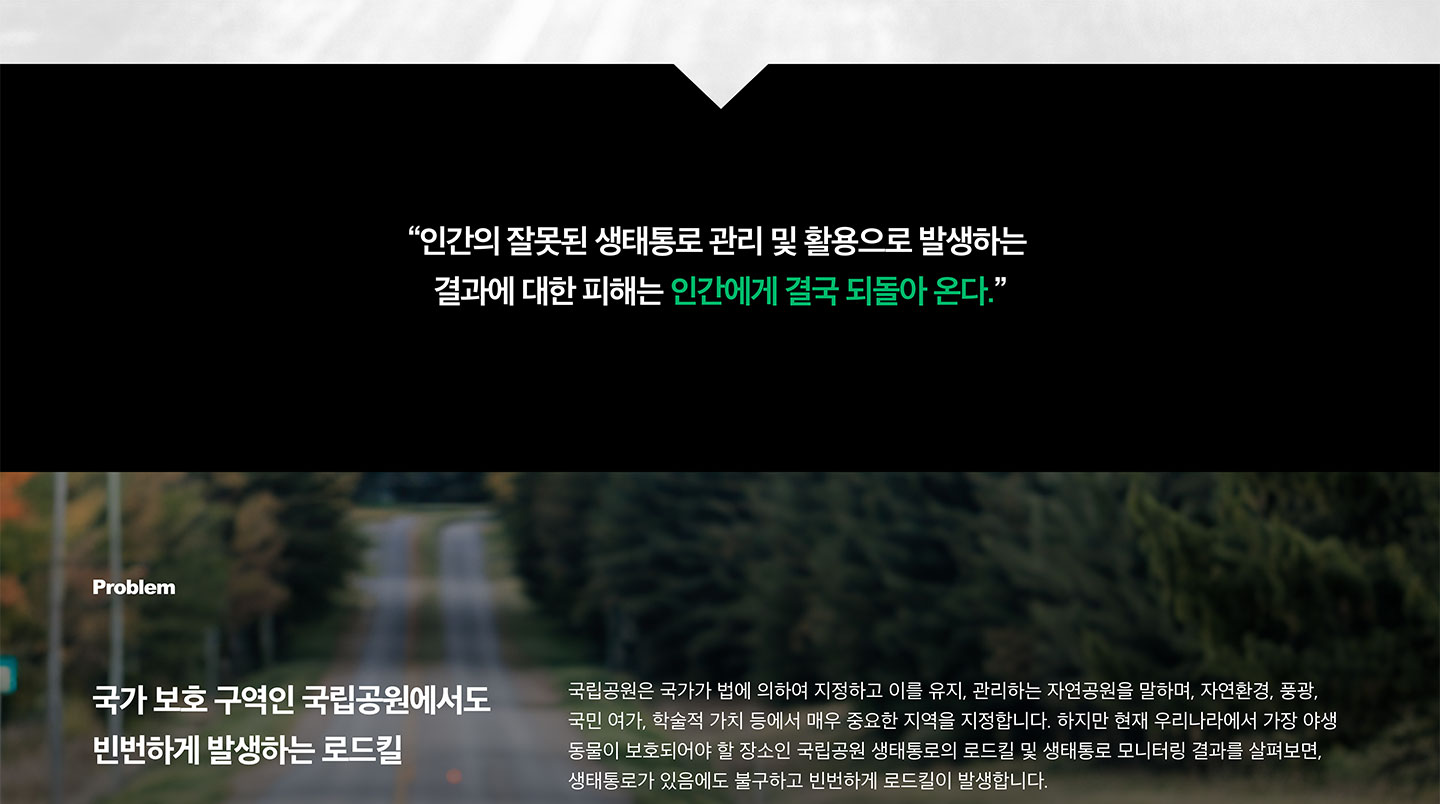 “인간의 잘못된 생태통로 관리 및 활용으로 발생하는
결과에 대한 피해는 인간에게 결국 되돌아 온다.”
Problem
국가 보호 구역인 국립공원에서도
빈번하게 발생하는 로드킬
국립공원은 국가가 법에 의하여 지정하고 이를 유지, 관리하는 자연공원을 말하며, 자연환경, 풍광,
국민 여가, 학술적 가치 등에서 매우 중요한 지역을 지정합니다. 하지만 현재 우리나라에서 가장 야생
동물이 보호되어야 할 장소인 국립공원 생태통로의 로드킬 및 생태통로 모니터링 결과를 살펴보면,
생태통로가 있음에도 불구하고 빈번하게 로드킬이 발생합니다.